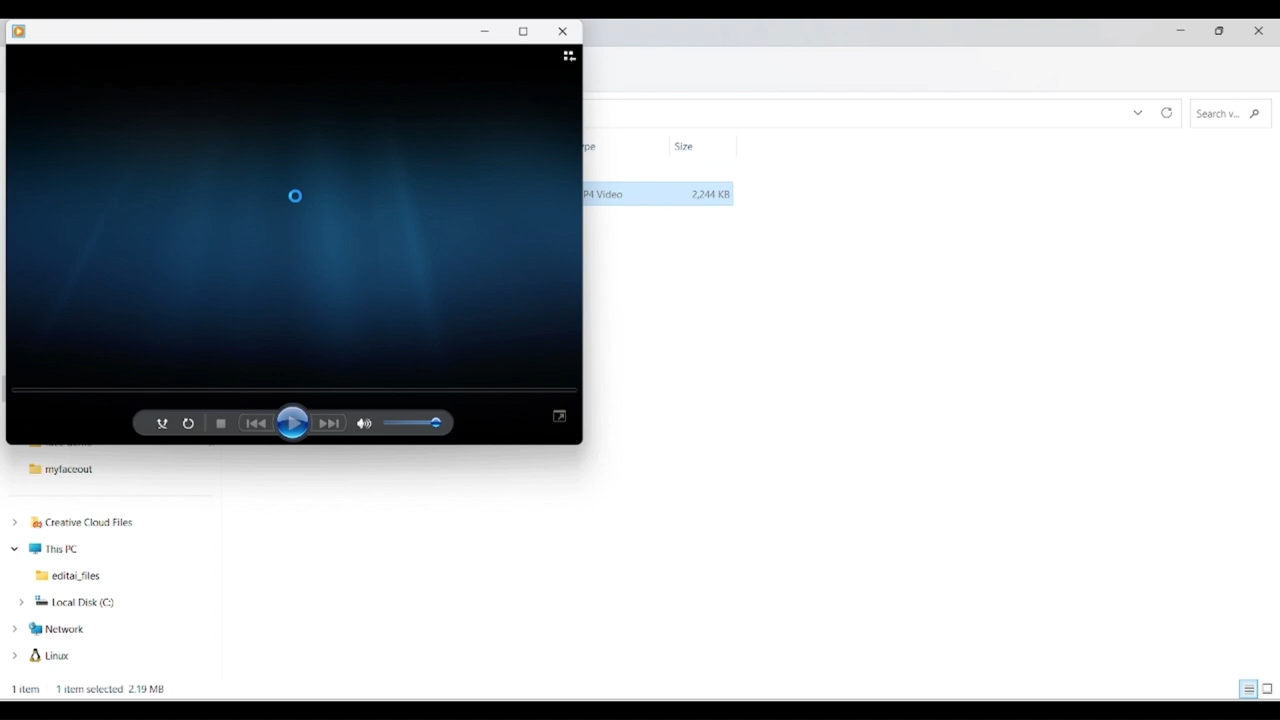 Search v...
Size
P4 Video
2,244 KB
myfaceout
Creative Cloud Files
This PC
editai_files
Local Disk (C:)
Network
Linux
1 item
1 item selected 2.19 MB